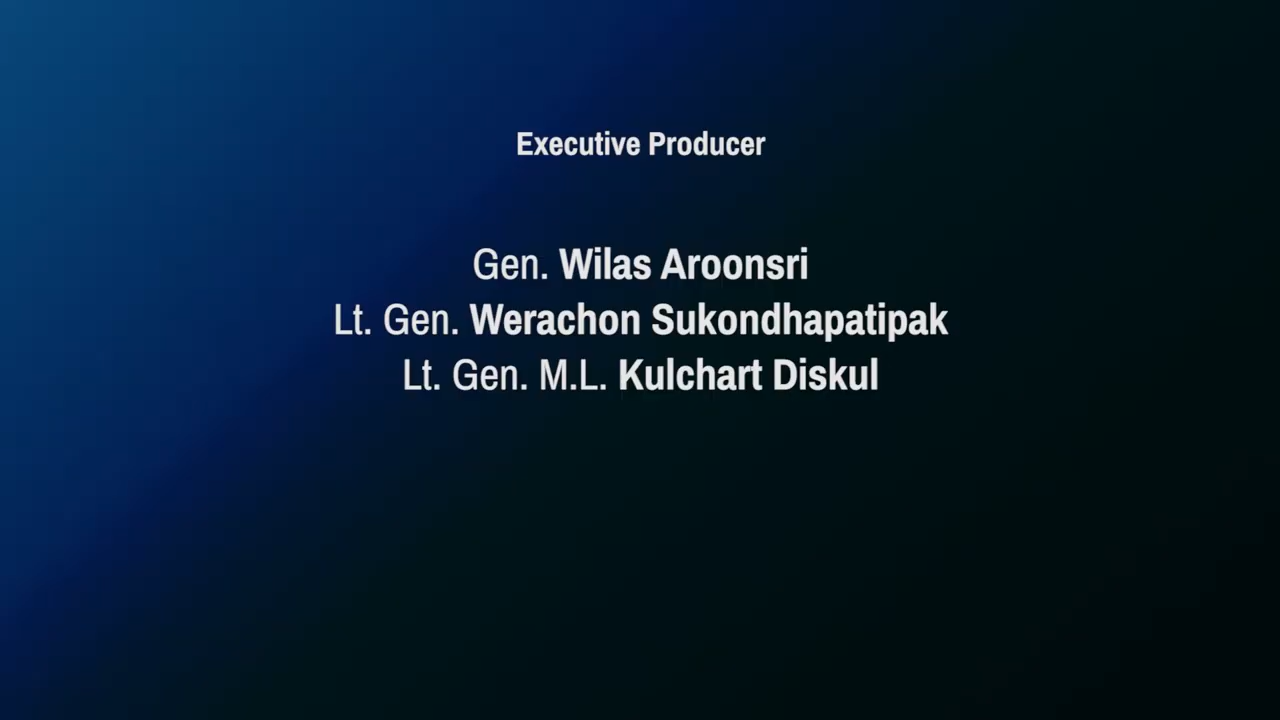 Executive Producer
Gen. Wilas Aroonsri
Lt. Gen. Werachon Sukondhapatipak
Lt. Gen. M.L. Kulchart Diskul